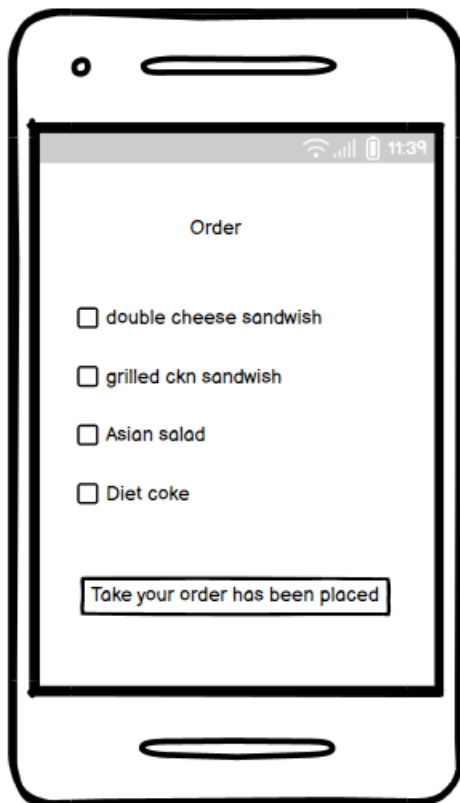 11:39
Order
double cheese sandwish
grilled ckn sandwish
Asian salad
Diet coke
Take your order has been placed